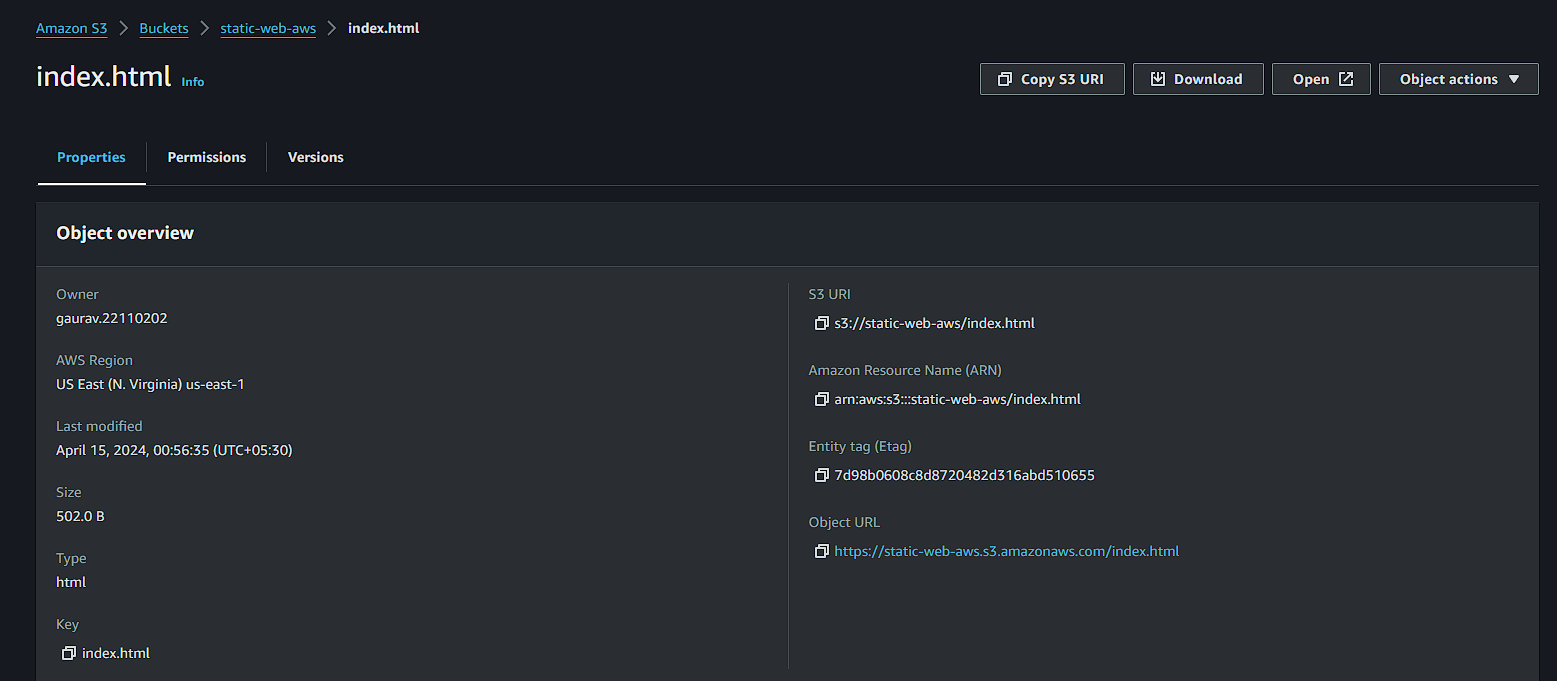 Amazon S3 > Buckets > static-web-aws > index.html
index.html Info
Copy S3 URI Download Open Object actions
Properties Permissions Versions
Object overview
Owner
gaurav.22110202
AWS Region
US East (N. Virginia) us-east-1
Last modified
April 15, 2024, 00:56:35 (UTC+05:30)
Size
502.0 B
Type
html
Key
index.html
S3 URI
s3://static-web-aws/index.html
Amazon Resource Name (ARN)
arn:aws:s3:::static-web-aws/index.html
Entity tag (Etag)
7d98b0608c8d8720482d316abd510655
Object URL
https://static-web-aws.s3.amazonaws.com/index.html